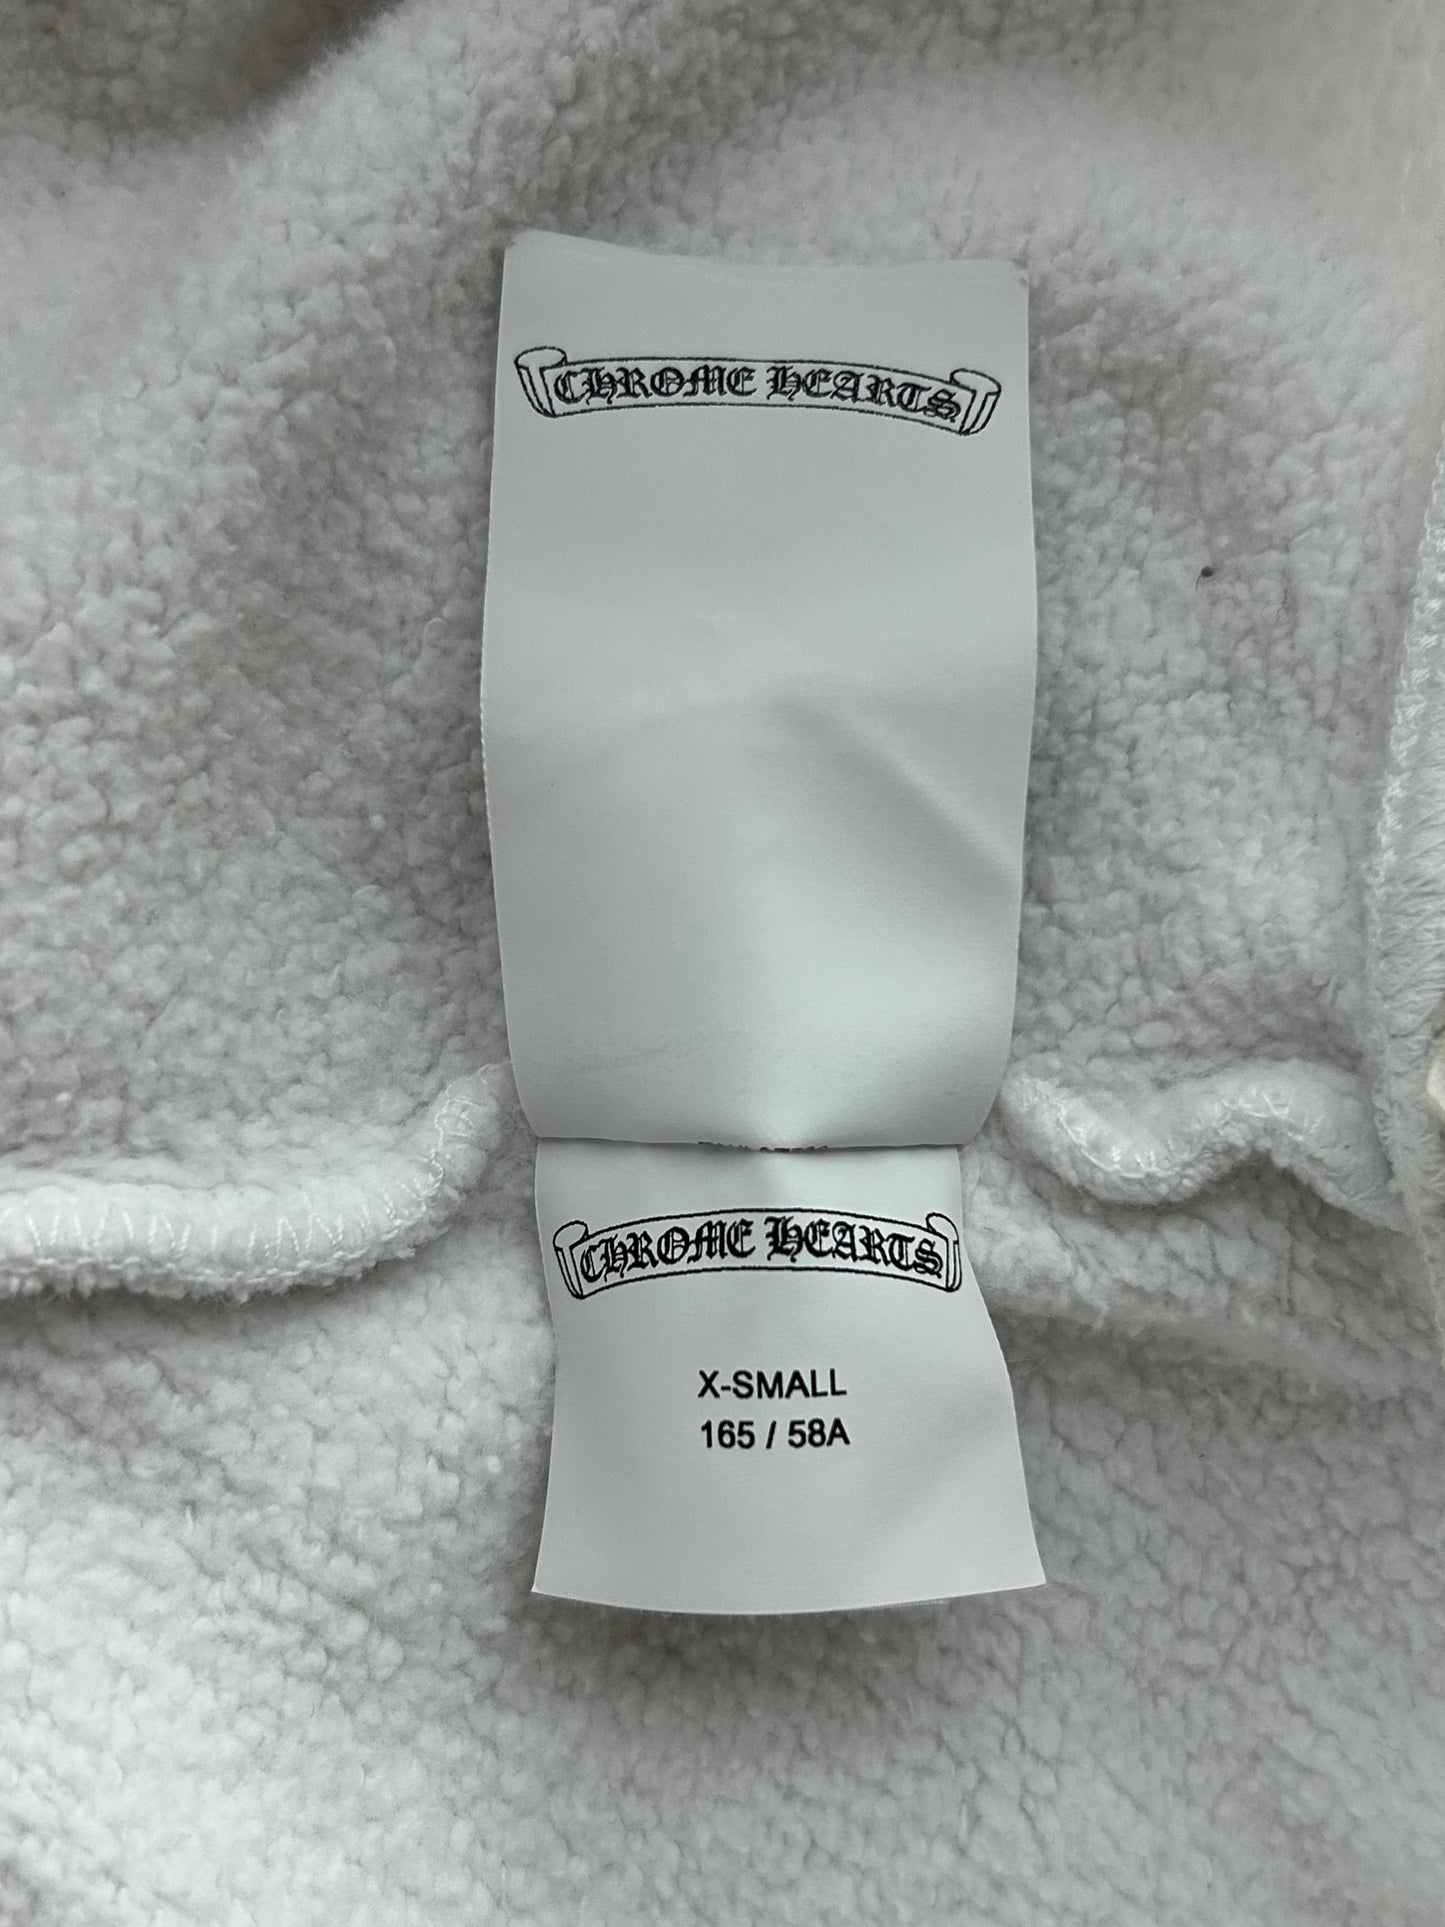 CHROME HEARTS
CHROME HEARTS
X-SMALL
165 / 58A